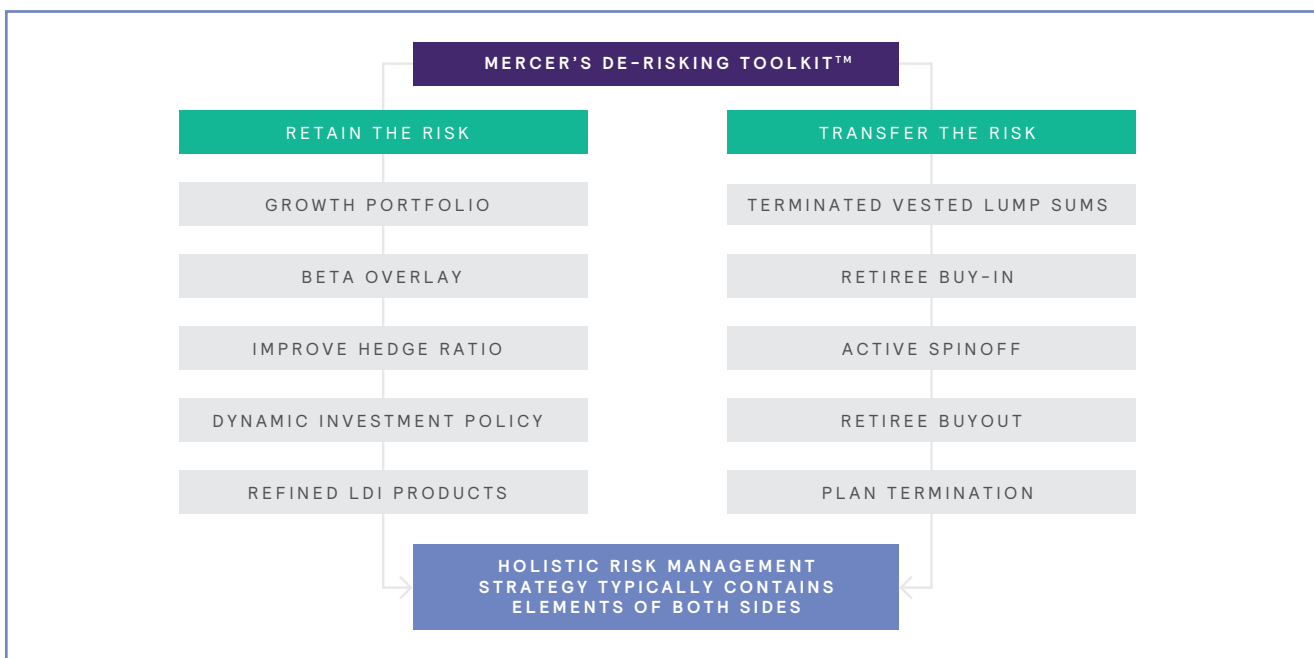 MERCER'S DE-RISKING TOOLKIT™
RETAIN THE RISK
GROWTH PORTFOLIO
BETA OVERLAY
IMPROVE HEDGE RATIO
DYNAMIC INVESTMENT POLICY
REFINED LDI PRODUCTS
TRANSFER THE RISK
TERMINATED VESTED LUMP SUMS
RETIREE BUY-IN
ACTIVE SPINOFF
RETIREE BUYOUT
PLAN TERMINATION
HOLISTIC RISK MANAGEMENT
STRATEGY TYPICALLY CONTAINS
ELEMENTS OF BOTH SIDES